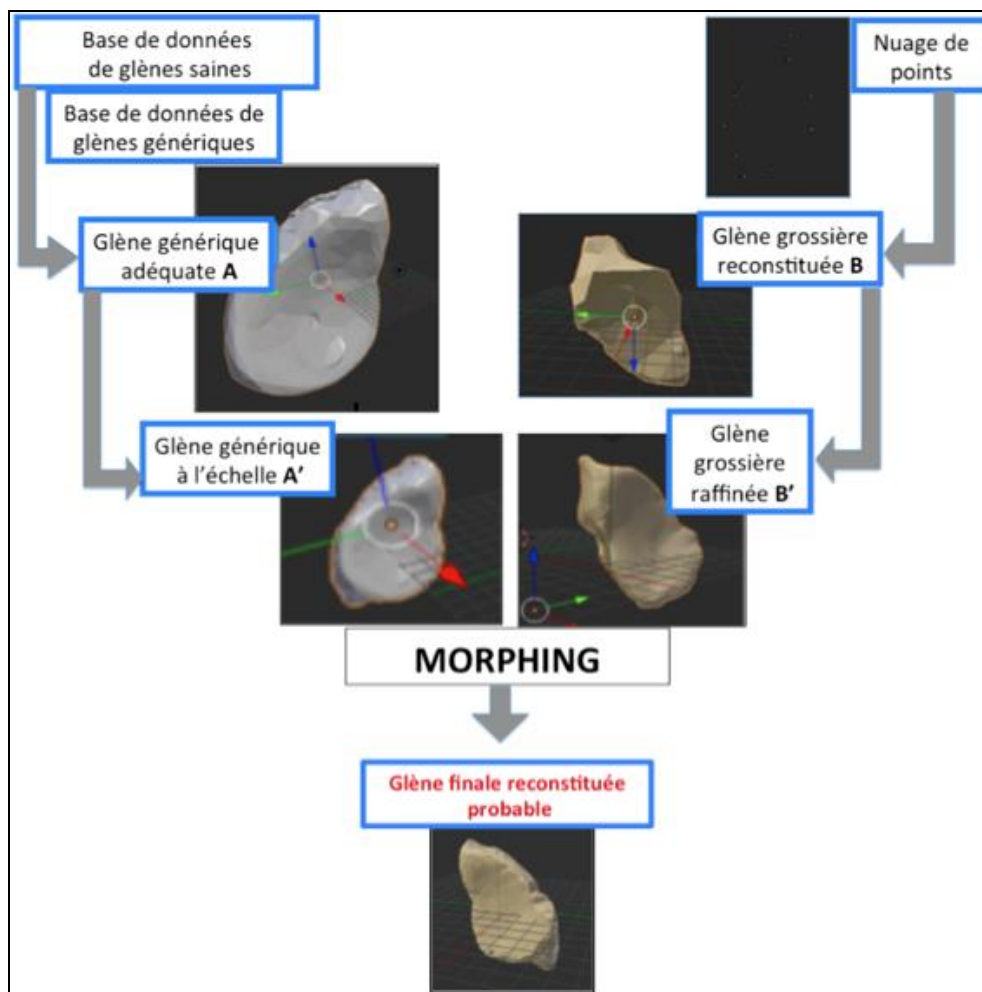 Base de données
de glènes saines
Base de données de
glènes génériques
Nuage de
points
Glène générique
adéquate A
Glène grossière
reconstituée B
Glène générique
à l'échelle A'
Glène
grossière
raffinée B'
MORPHING
Glène finale reconstituée
probable